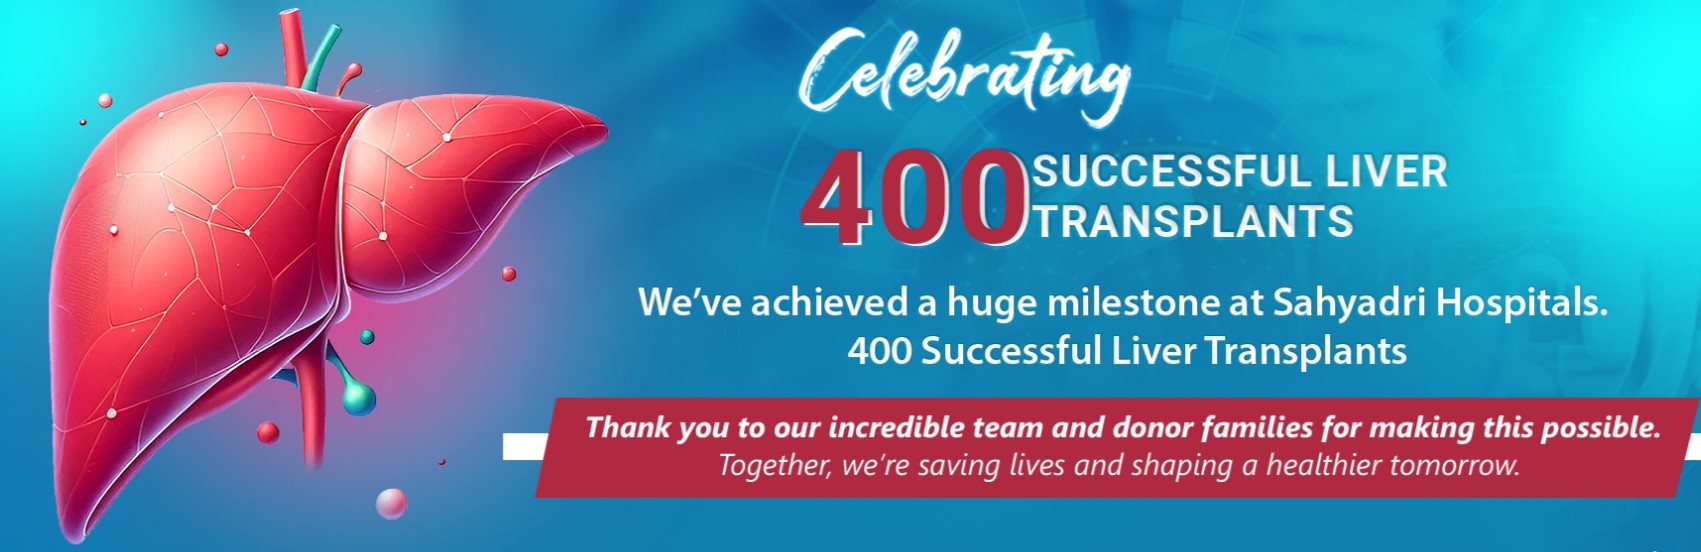 Celebrating
400 SUCCESSFUL LIVER
TRANSPLANTS
We've achieved a huge milestone at Sahyadri Hospitals.
400 Successful Liver Transplants
Thank you to our incredible team and donor families for making this possible.
Together, we're saving lives and shaping a healthier tomorrow.